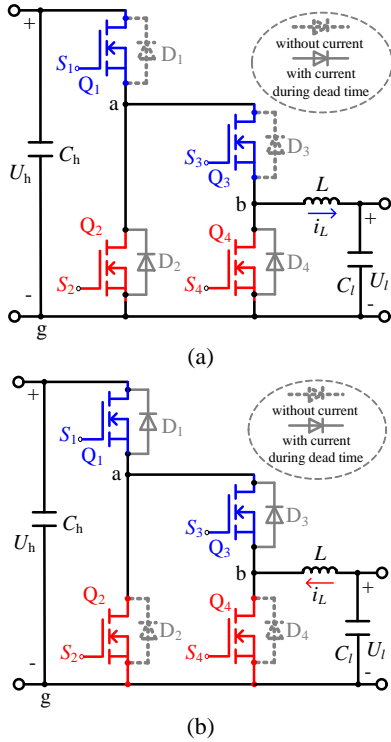 +
S1
Q1
D1
without current
with current
during dead time
a
Uh
Ch
S3
Q3
D3
b
L
iL
+
Q2
Q4
S2
D2
S4
D4
Cl
Ul
-
g
-
(a)
+
S1
Q1
D1
without current
with current
during dead time
a
Uh
Ch
S3
Q3
D3
b
L
iL
+
Q2
Q4
S2
D2
S4
D4
Cl
Ul
-
g
-
(b)